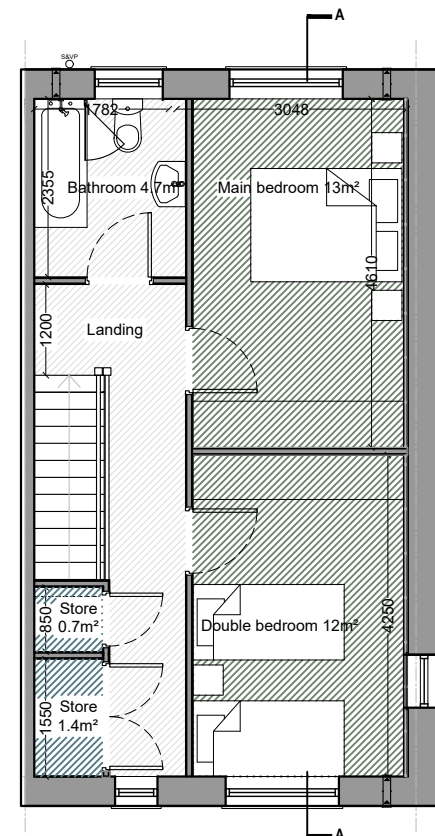 A
S&VP
1782
3048
2355
Bathroom 4.7m²
Main bedroom 13m²
4610
1200
Landing
Store
0.7m²
850
Double bedroom 12m²
4250
Store
1.4m²
1550
A